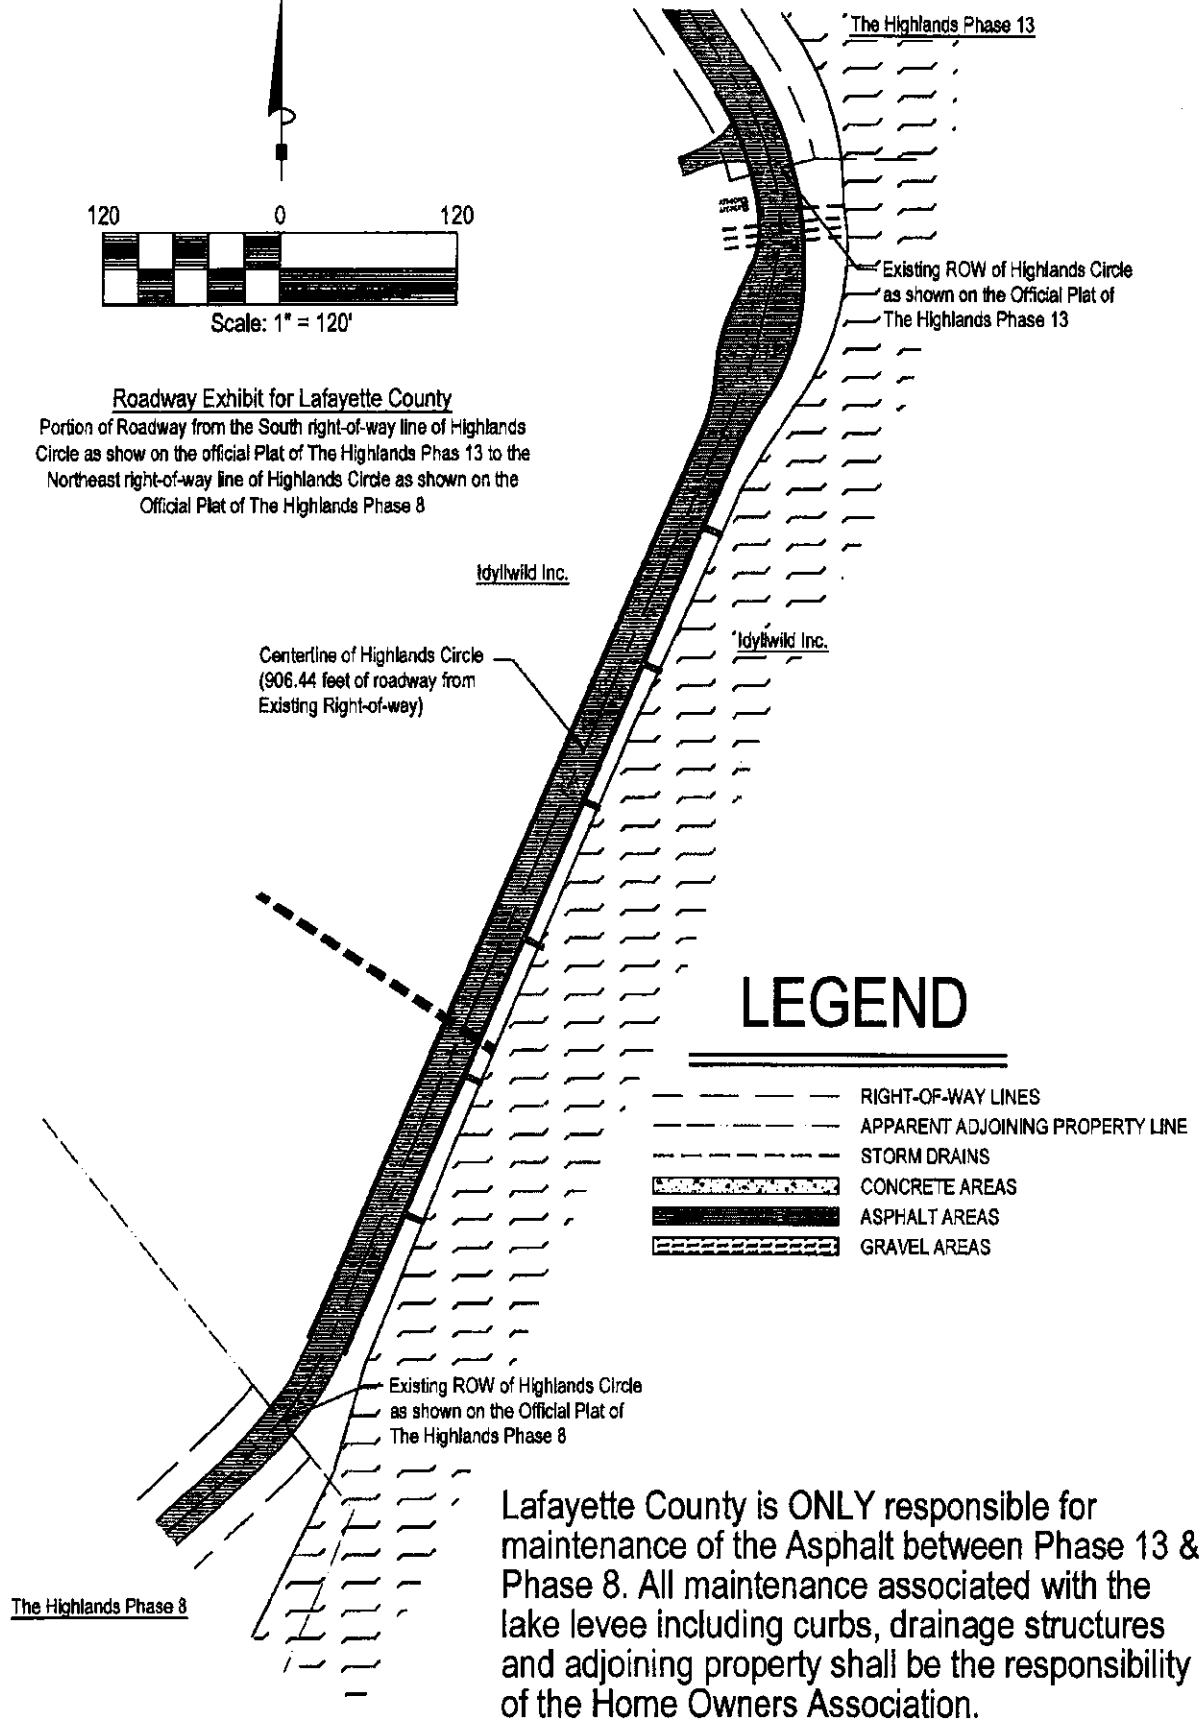 The Highlands Phase 13
120 0 120
Scale: 1" = 120'
Existing ROW of Highlands Circle
as shown on the Official Plat of
The Highlands Phase 13
Roadway Exhibit for Lafayette County
Portion of Roadway from the South right-of-way line of Highlands
Circle as show on the official Plat of The Highlands Phas 13 to the
Northeast right-of-way line of Highlands Circle as shown on the
Official Plat of The Highlands Phase 8
Idyllwild Inc.
Idyllwild Inc.
Centerline of Highlands Circle
(906.44 feet of roadway from
Existing Right-of-way)
LEGEND
RIGHT-OF-WAY LINES
APPARENT ADJOINING PROPERTY LINE
STORM DRAINS
CONCRETE AREAS
ASPHALT AREAS
GRAVEL AREAS
Existing ROW of Highlands Circle
as shown on the Official Plat of
The Highlands Phase 8
The Highlands Phase 8
Lafayette County is ONLY responsible for
maintenance of the Asphalt between Phase 13 &
Phase 8. All maintenance associated with the
lake levee including curbs, drainage structures
and adjoining property shall be the responsibility
of the Home Owners Association.